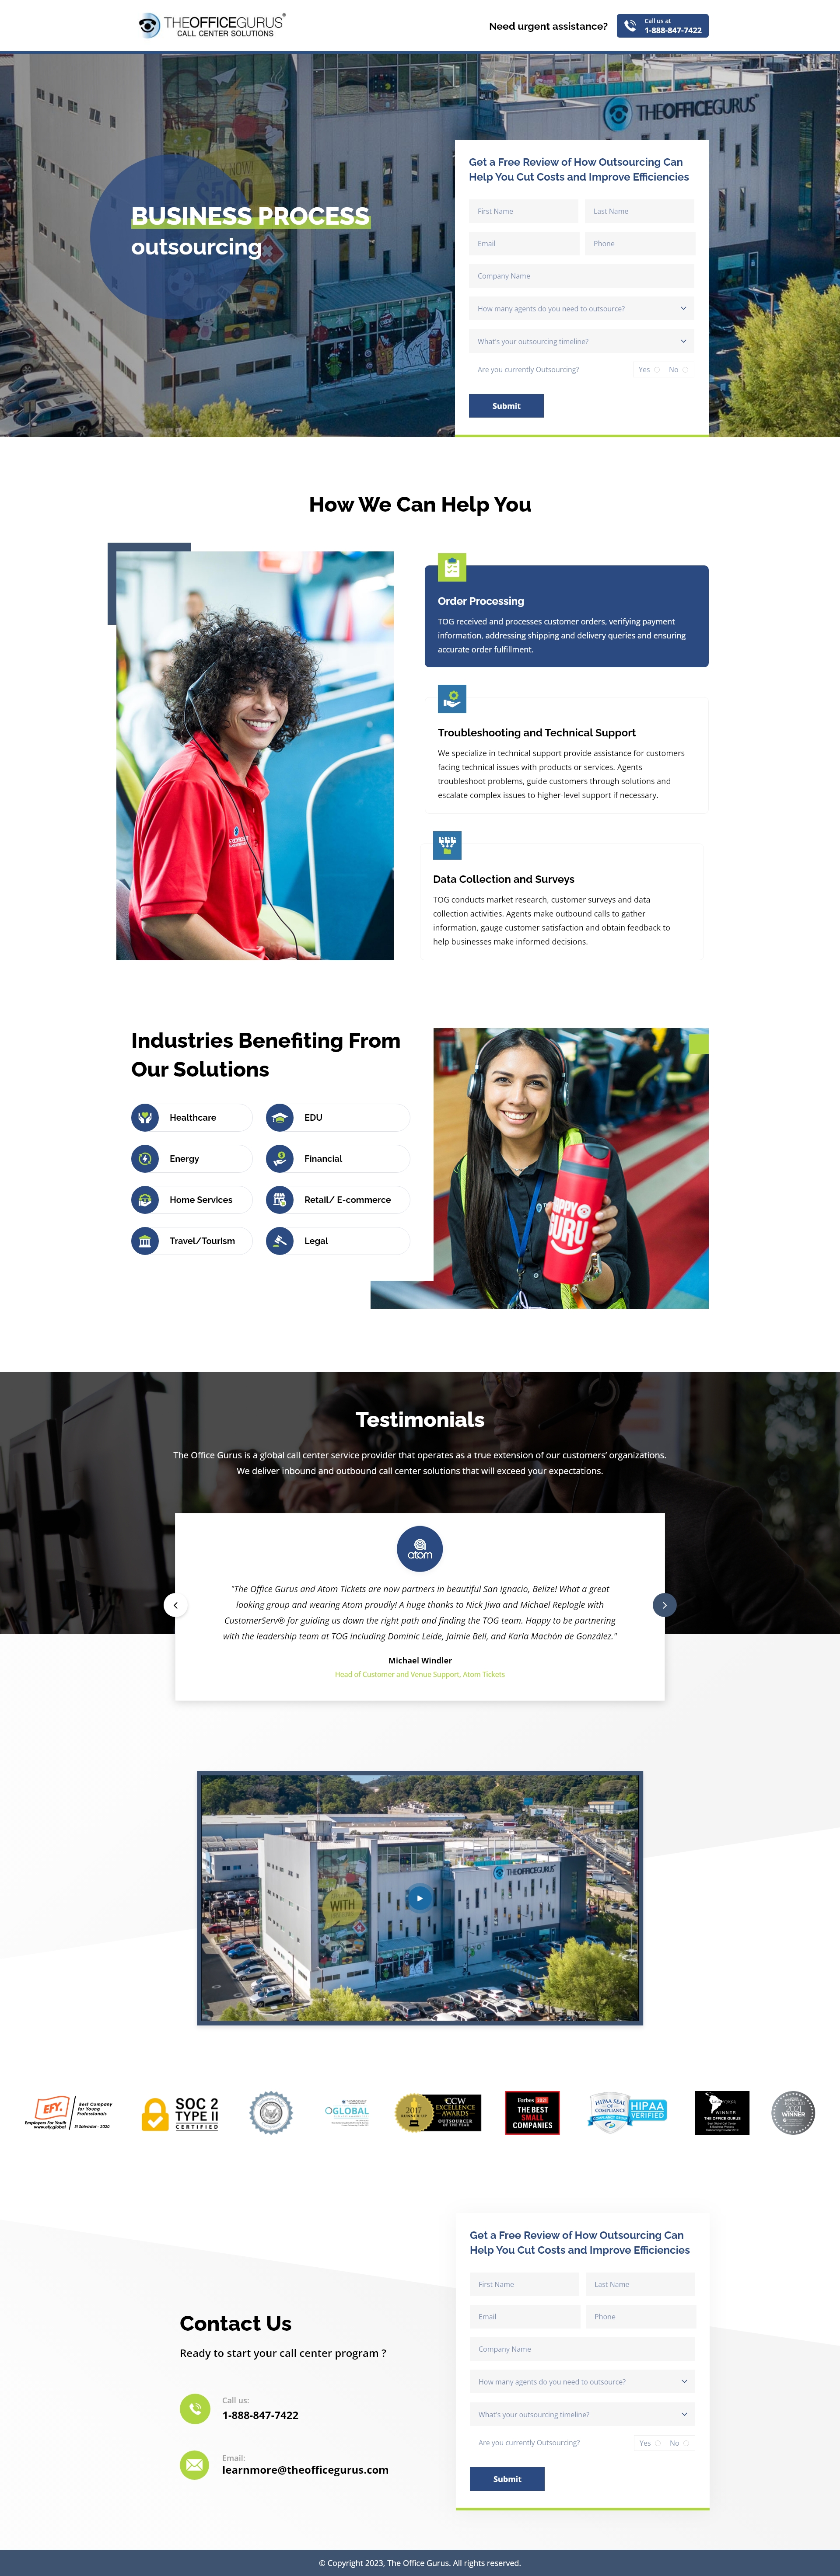 THEOFFICEGURUS®
CALL CENTER SOLUTIONS
Need urgent assistance?
Call us at
1-888-847-7422
THEOFFICEGURUS
BUSINESS PROCESS
outsourcing
Get a Free Review of How Outsourcing Can
Help You Cut Costs and Improve Efficiencies
First Name
Last Name
Email
Phone
Company Name
How many agents do you need to outsource?
What's your outsourcing timeline?
Are you currently Outsourcing?
Yes
No
Submit
How We Can Help You
Order Processing
TOG received and processes customer orders, verifying payment
information, addressing shipping and delivery queries and ensuring
accurate order fulfillment.
Troubleshooting and Technical Support
We specialize in technical support provide assistance for customers
facing technical issues with products or services. Agents
troubleshoot problems, guide customers through solutions and
escalate complex issues to higher-level support if necessary.
Data Collection and Surveys
TOG conducts market research, customer surveys and data
collection activities. Agents make outbound calls to gather
information, gauge customer satisfaction and obtain feedback to
help businesses make informed decisions.
Industries Benefiting From
Our Solutions
Healthcare
EDU
Energy
Financial
Home Services
Retail/ E-commerce
Travel/Tourism
Legal
GURU
Testimonials
The Office Gurus is a global call center service provider that operates as a true extension of our customers' organizations.
We deliver inbound and outbound call center solutions that will exceed your expectations.
atom
"The Office Gurus and Atom Tickets are now partners in beautiful San Ignacio, Belize! What a great
looking group and wearing Atom proudly! A huge thanks to Nick Jiwa and Michael Replogle with
CustomerServ® for guiding us down the right path and finding the TOG team. Happy to be partnering
with the leadership team at TOG including Dominic Leide, Jaimie Bell, and Karla Machón de González."
Michael Windler
Head of Customer and Venue Support, Atom Tickets
WITH
THEOFFICEGURUS
EFY.
Employers For Youth
www.efy.global
Best Company
for Young
Professionals
El Salvador - 2020
SOC 2
TYPE II
CERTIFIED
GLOBAL
2017
CCW
EXCELLENCE
AWARDS
OUTSOURCER
OF THE YEAR
Forbes 2021
THE BEST
SMALL
COMPANIES
HIPAA SEAL
OF
COMPLIANCE
HIPAA
VERIFIED
WINNER
THE OFFICE GURUS
WINNER
Get a Free Review of How Outsourcing Can
Help You Cut Costs and Improve Efficiencies
First Name
Last Name
Email
Phone
Company Name
How many agents do you need to outsource?
What's your outsourcing timeline?
Are you currently Outsourcing?
Yes
No
Submit
Contact Us
Ready to start your call center program ?
Call us:
1-888-847-7422
Email:
learnmore@theofficegurus.com
© Copyright 2023, The Office Gurus. All rights reserved.